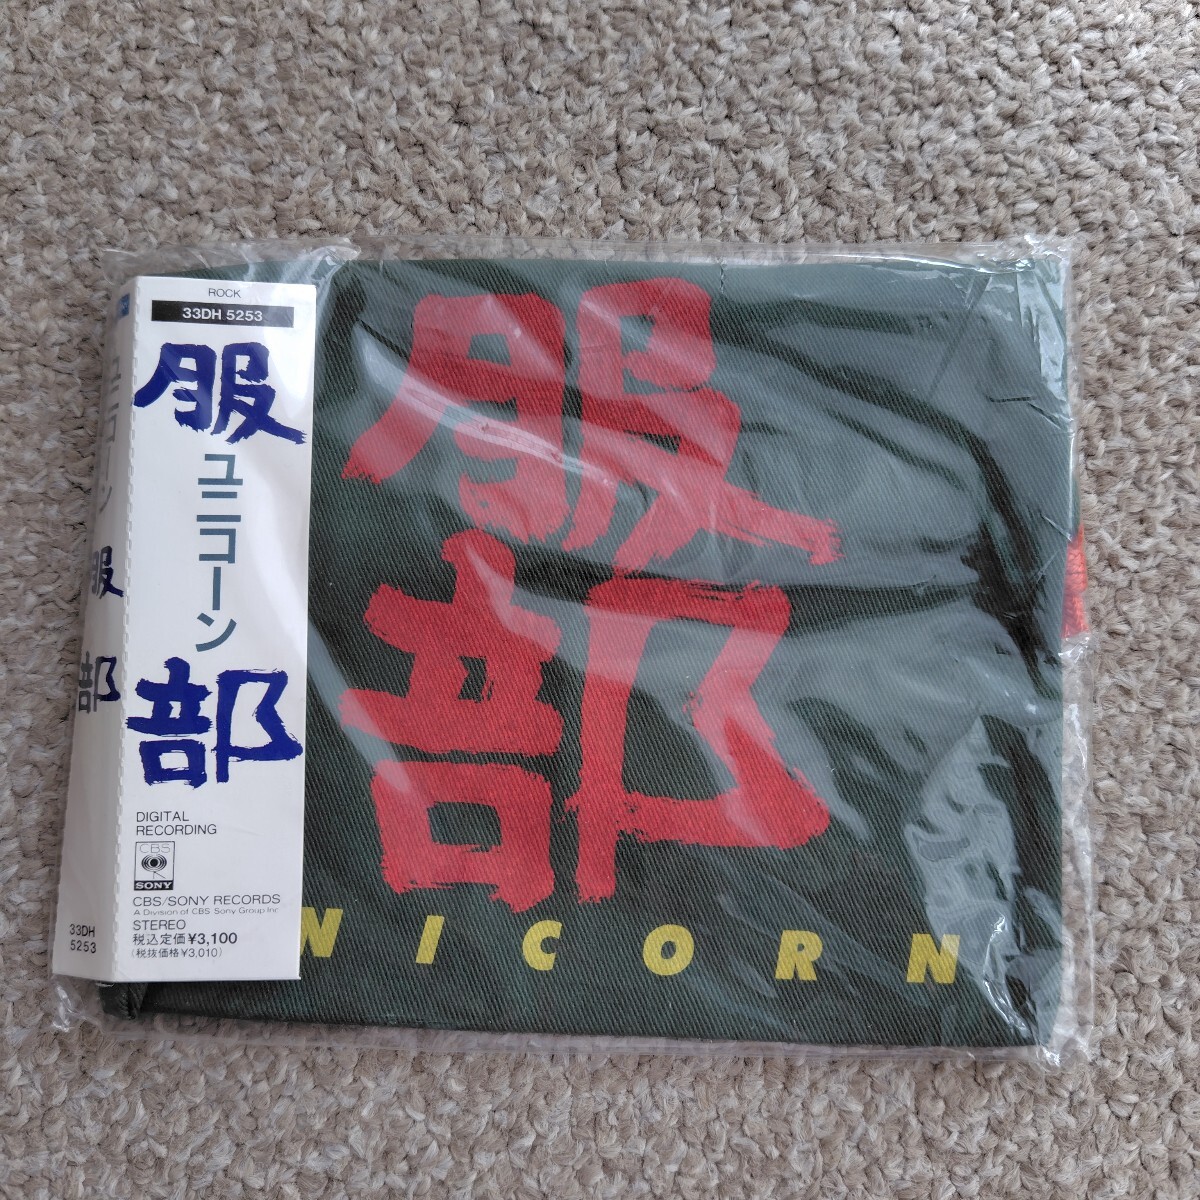 ROCK
33DH 5253
服部
ユニコーン
DIGITAL
RECORDING
CBS
SONY
CBS/SONY RECORDS
A Division of CBS Sony Group Inc.
STEREO
税込定価¥3,100
(税抜価格¥3,010)
ユニコーン
服部
33DH
5253
服部
NICORN